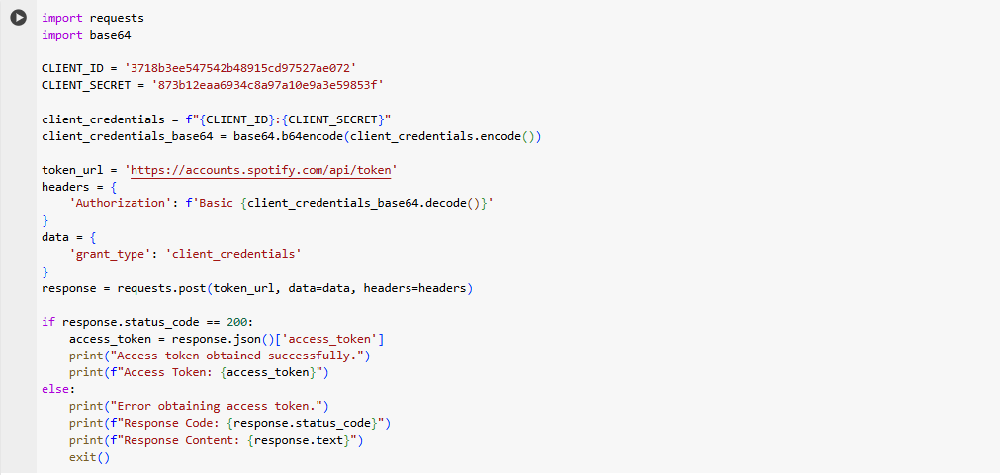 import requests
import base64
CLIENT_ID = '3718b3ee547542b48915cd97527ae072'
CLIENT_SECRET = '873b12eaa6934c8a97a10e9a3e59853f'
client_credentials = f"{CLIENT_ID}:{CLIENT_SECRET}"
client_credentials_base64 = base64.b64encode(client_credentials.encode())
token_url = 'https://accounts.spotify.com/api/token'
headers = {
    'Authorization': f'Basic {client_credentials_base64.decode()}'
}
data = {
    'grant_type': 'client_credentials'
}
response = requests.post(token_url, data=data, headers=headers)
if response.status_code == 200:
    access_token = response.json()['access_token']
    print("Access token obtained successfully.")
    print(f"Access Token: {access_token}")
else:
    print("Error obtaining access token.")
    print(f"Response Code: {response.status_code}")
    print(f"Response Content: {response.text}")
    exit()